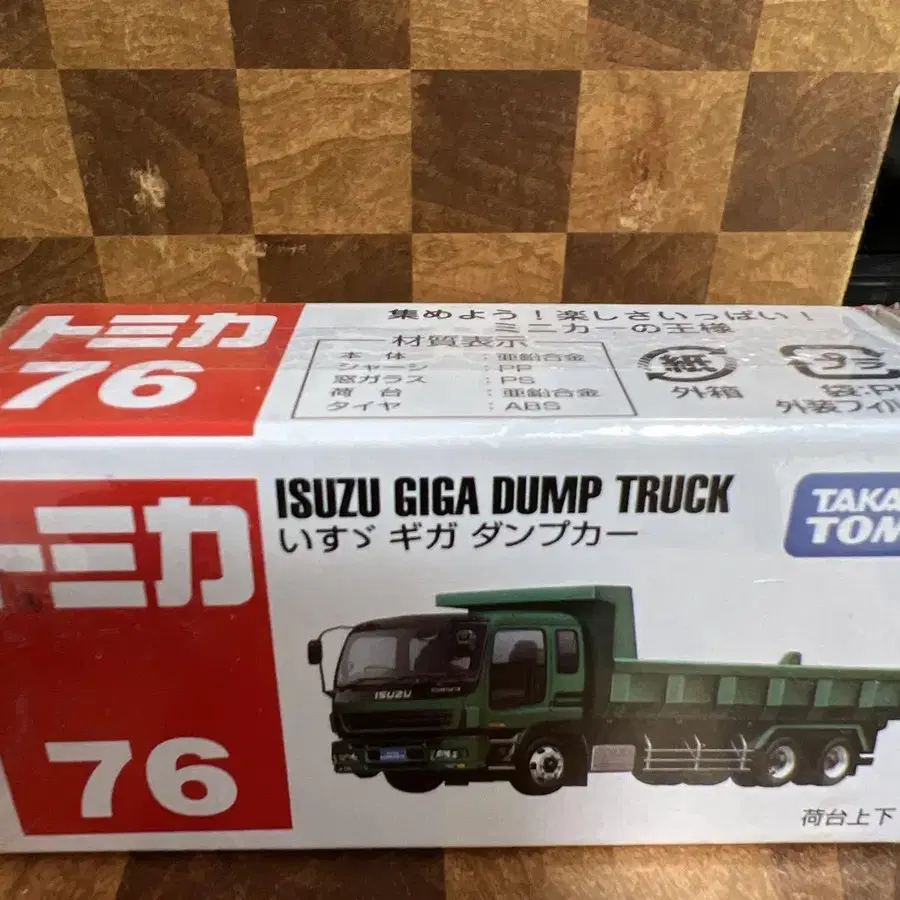 トミカ
76
集めよう！楽しさいっぱい！
ミニカーの王様
材質表示
本体：亜鉛合金
シャーシ：PP
窓ガラス：PS
荷台：亜鉛合金
タイヤ：ABS
紙
外箱
プラ
袋:P
外装フィル
トミカ
76
ISUZU GIGA DUMP TRUCK
いすゞ ギガ ダンプカー
TAKA
TOM
ISUZU
荷台上下